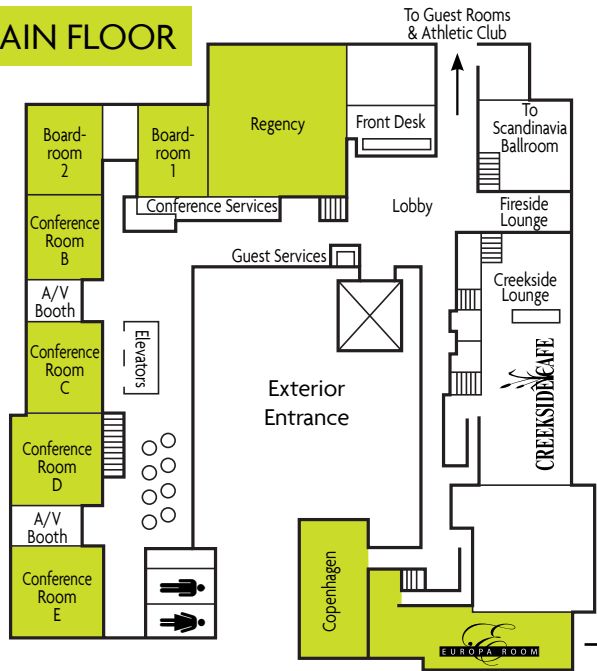 AIN FLOOR
To Guest Rooms
& Athletic Club
Board-
room
2
Board-
room
1
Regency
Front Desk
To
Scandinavia
Ballroom
Conference Services
Lobby
Fireside
Lounge
Conference
Room
B
Guest Services
A/V
Booth
Creekside
Lounge
Elevators
Conference
Room
C
Exterior
Entrance
CREEKSIDE CAFE
Conference
Room
D
A/V
Booth
Conference
Room
E
Copenhagen
E
EUROPA ROOM